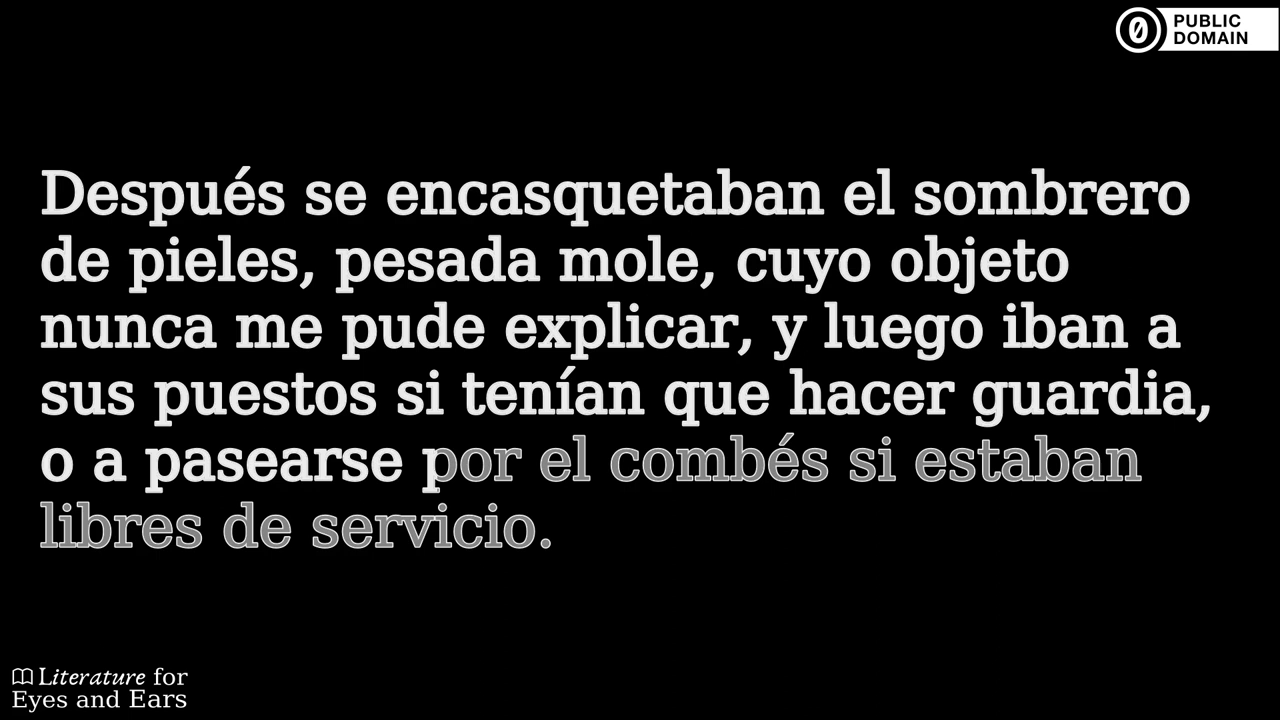 PUBLIC
DOMAIN
Después se encasquetaban el sombrero
de pieles, pesada mole, cuyo objeto
nunca me pude explicar, y luego iban a
sus puestos si tenían que hacer guardia,
o a pasearse por el combés si estaban
libres de servicio.
Literature for
Eyes and Ears